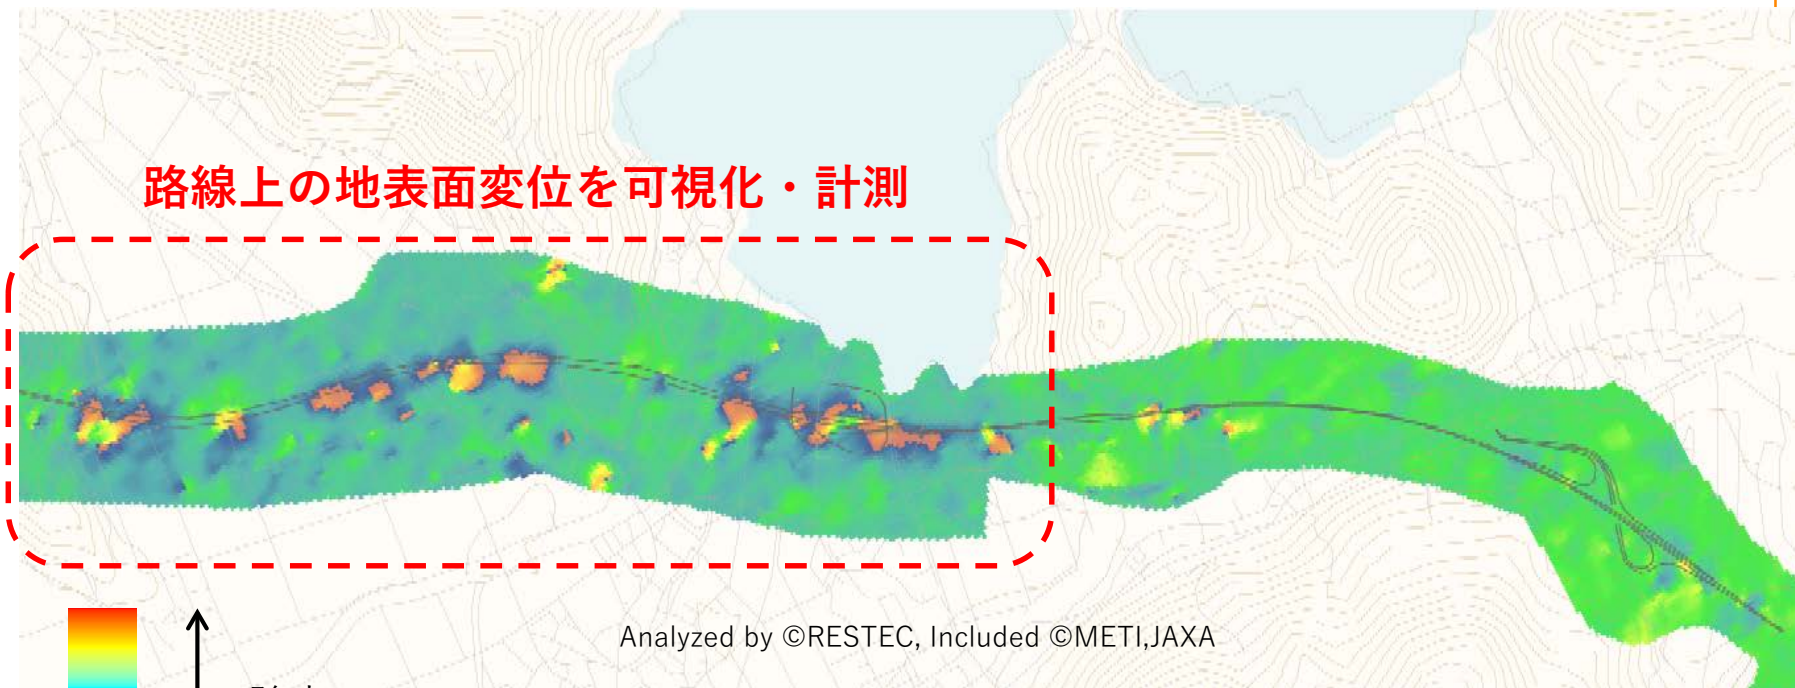 路線上の地表面変位を可視化・計測
Analyzed by ©RESTEC, Included ©METI,JAXA